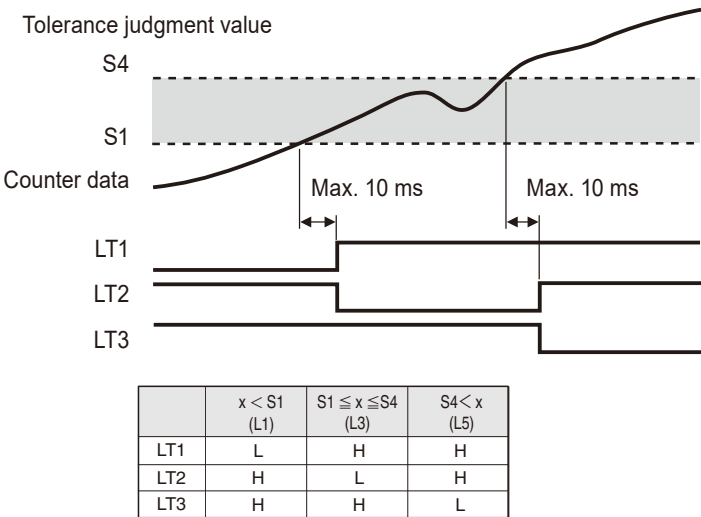 Tolerance judgment value
S4
S1
Counter data
Max. 10 ms Max. 10 ms
LT1
LT2
LT3
x < S1 S1 ≦ x ≦S4 S4< x
(L1) (L3) (L5)
LT1 L H H
LT2 H L H
LT3 H H L